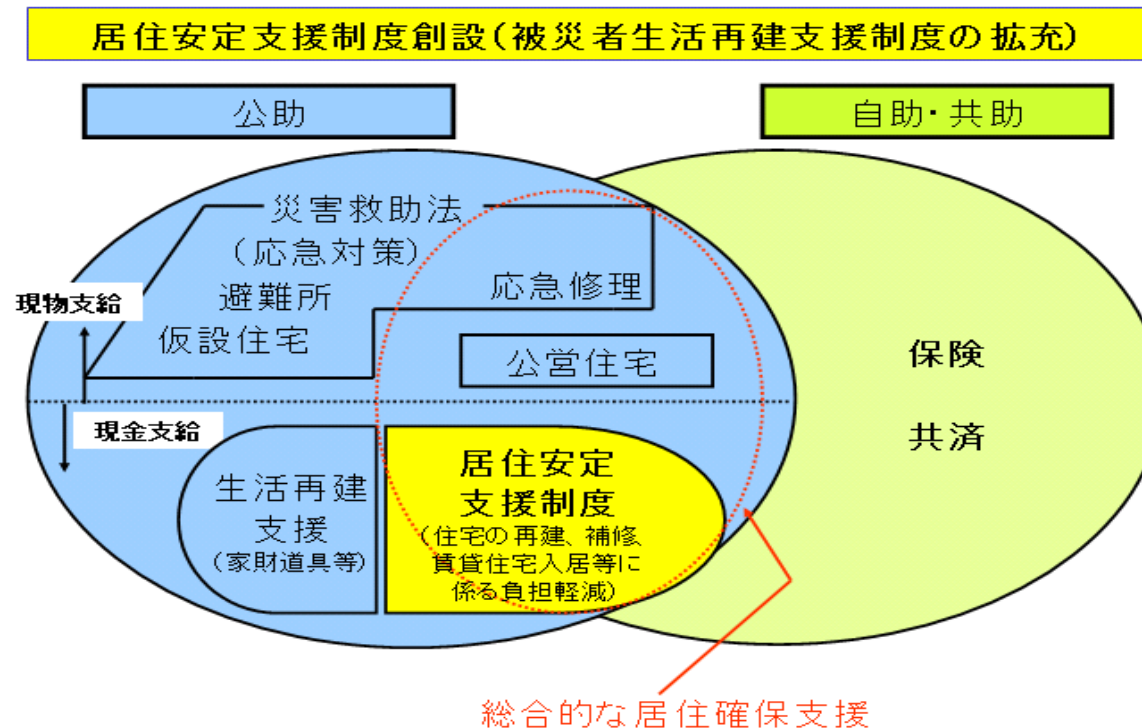 居住安定支援制度創設(被災者生活再建支援制度の拡充)
公助
自助・共助
災害救助法
(応急対策)
避難所
仮設住宅
応急修理
現物支給
公営住宅
現金支給
保険
共済
生活再建
支援
(家財道具等)
居住安定
支援制度
(住宅の再建、補修、
賃貸住宅入居等に
係る負担軽減)
総合的な居住確保支援